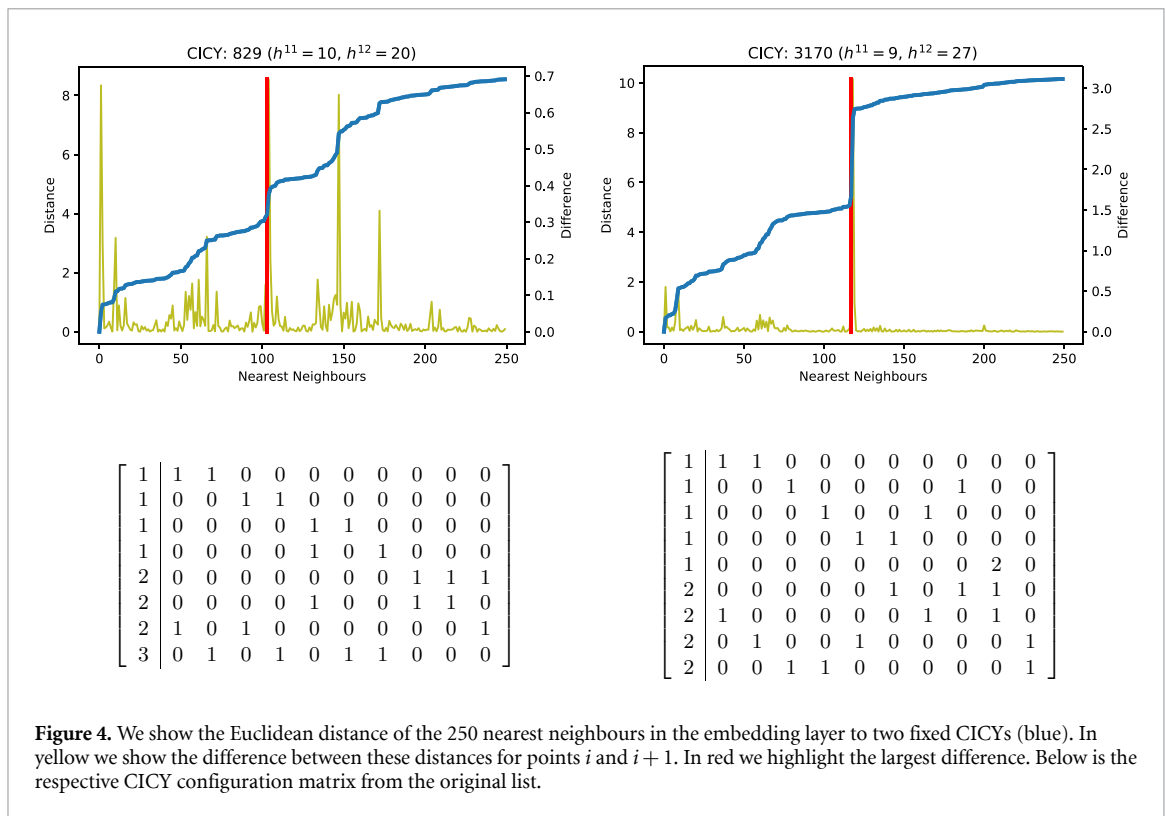 CICY: 829 (h¹¹ = 10, h¹² = 20)
8
6
4
2
0
Distance
0.7
0.6
0.5
0.4
0.3
0.2
0.1
0.0
Difference
0 50 100 150 200 250
Nearest Neighbours
CICY: 3170 (h¹¹ = 9, h¹² = 27)
10
8
6
4
2
0
Distance
3.0
2.5
2.0
1.5
1.0
0.5
0.0
Difference
0 50 100 150 200 250
Nearest Neighbours
1 1 1 0 0 0 0 0 0 0 0
1 0 0 1 1 0 0 0 0 0 0
1 0 0 0 0 1 1 0 0 0 0
1 0 0 0 0 1 0 1 0 0 0
2 0 0 0 0 0 0 0 1 1 1
2 0 0 0 0 1 0 0 1 1 0
2 1 0 1 0 0 0 0 0 0 1
3 0 1 0 1 0 1 1 0 0 0
1 1 1 0 0 0 0 0 0 0 0
1 0 0 1 0 0 0 0 1 0 0
1 0 0 0 1 0 0 1 0 0 0
1 0 0 0 0 1 1 0 0 0 0
1 0 0 0 0 0 0 0 0 2 0
2 0 0 0 0 0 1 0 1 1 0
2 1 0 0 0 0 0 1 0 1 0
2 0 1 0 0 1 0 0 0 0 1
2 0 0 1 1 0 0 0 0 0 1
Figure 4. We show the Euclidean distance of the 250 nearest neighbours in the embedding layer to two fixed CICYs (blue). In
yellow we show the difference between these distances for points i and i + 1. In red we highlight the largest difference. Below is the
respective CICY configuration matrix from the original list.